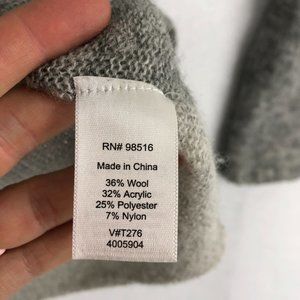 RN# 98516
Made in China
36% Wool
32% Acrylic
25% Polyester
7% Nylon
V#T276
4005904